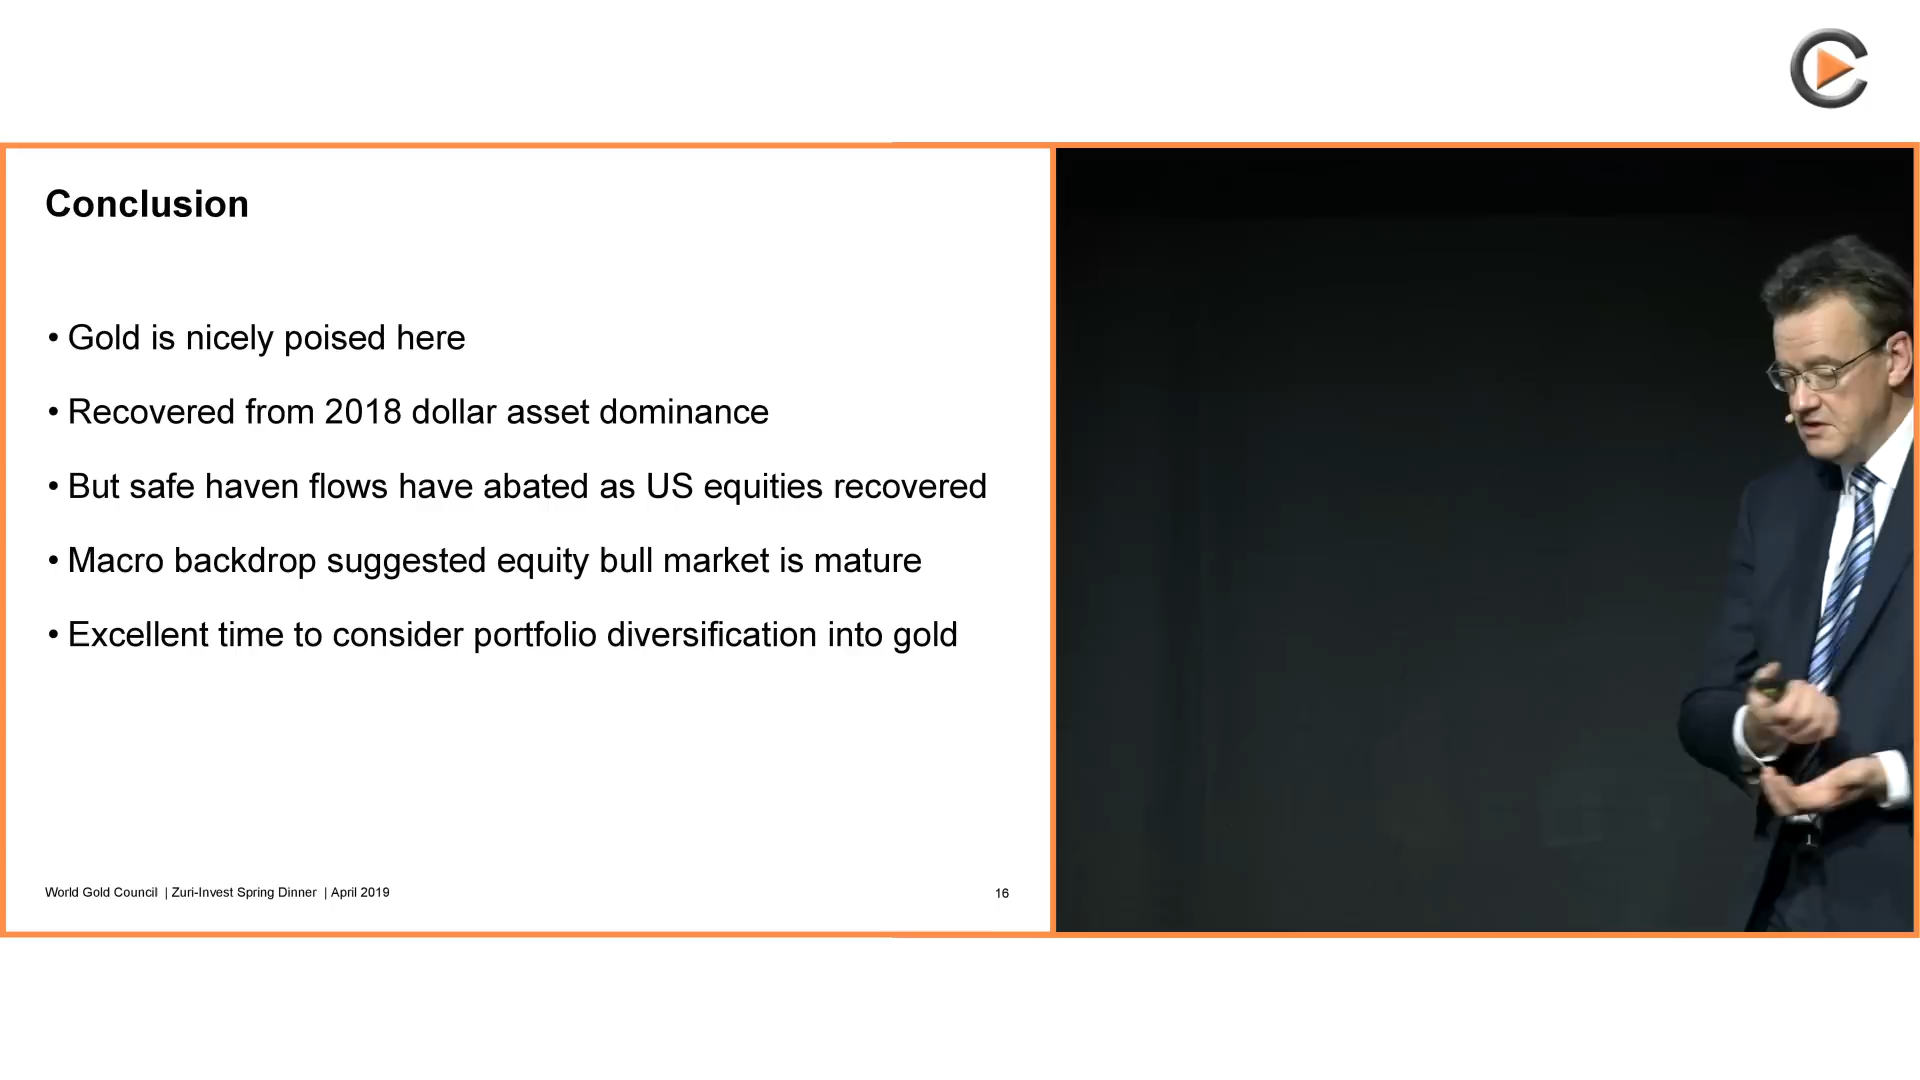 Conclusion
• Gold is nicely poised here
• Recovered from 2018 dollar asset dominance
• But safe haven flows have abated as US equities recovered
• Macro backdrop suggested equity bull market is mature
• Excellent time to consider portfolio diversification into gold
World Gold Council | Zuri-Invest Spring Dinner | April 2019
16